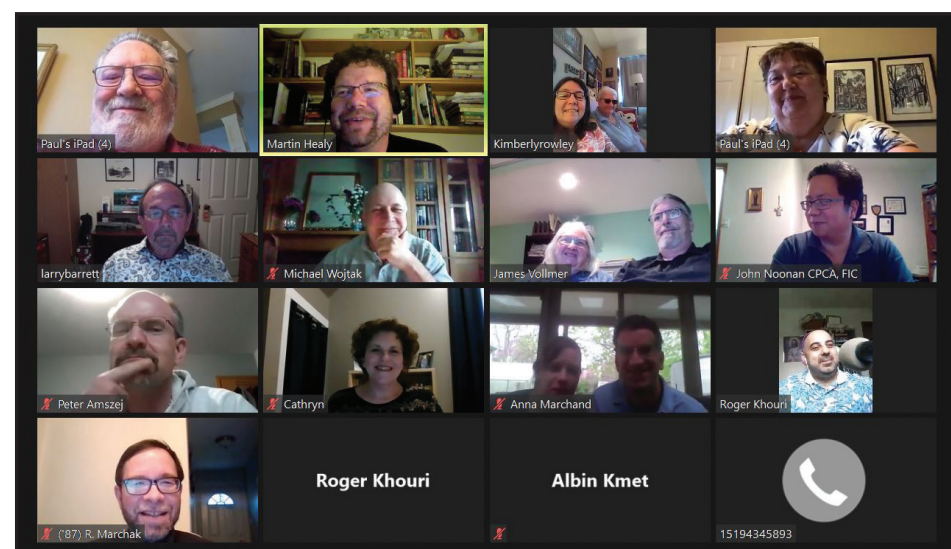 Paul's iPad (4)
Martin Healy
Kimberlyrowley
Paul's iPad (4)
larrybarrett
Michael Wojtak
James Vollmer
John Noonan CPCA, FIC
Peter Amszej
Cathryn
Anna Marchand
Roger Khouri
('87) R. Marchak
Roger Khouri
Albin Kmet
15194345893